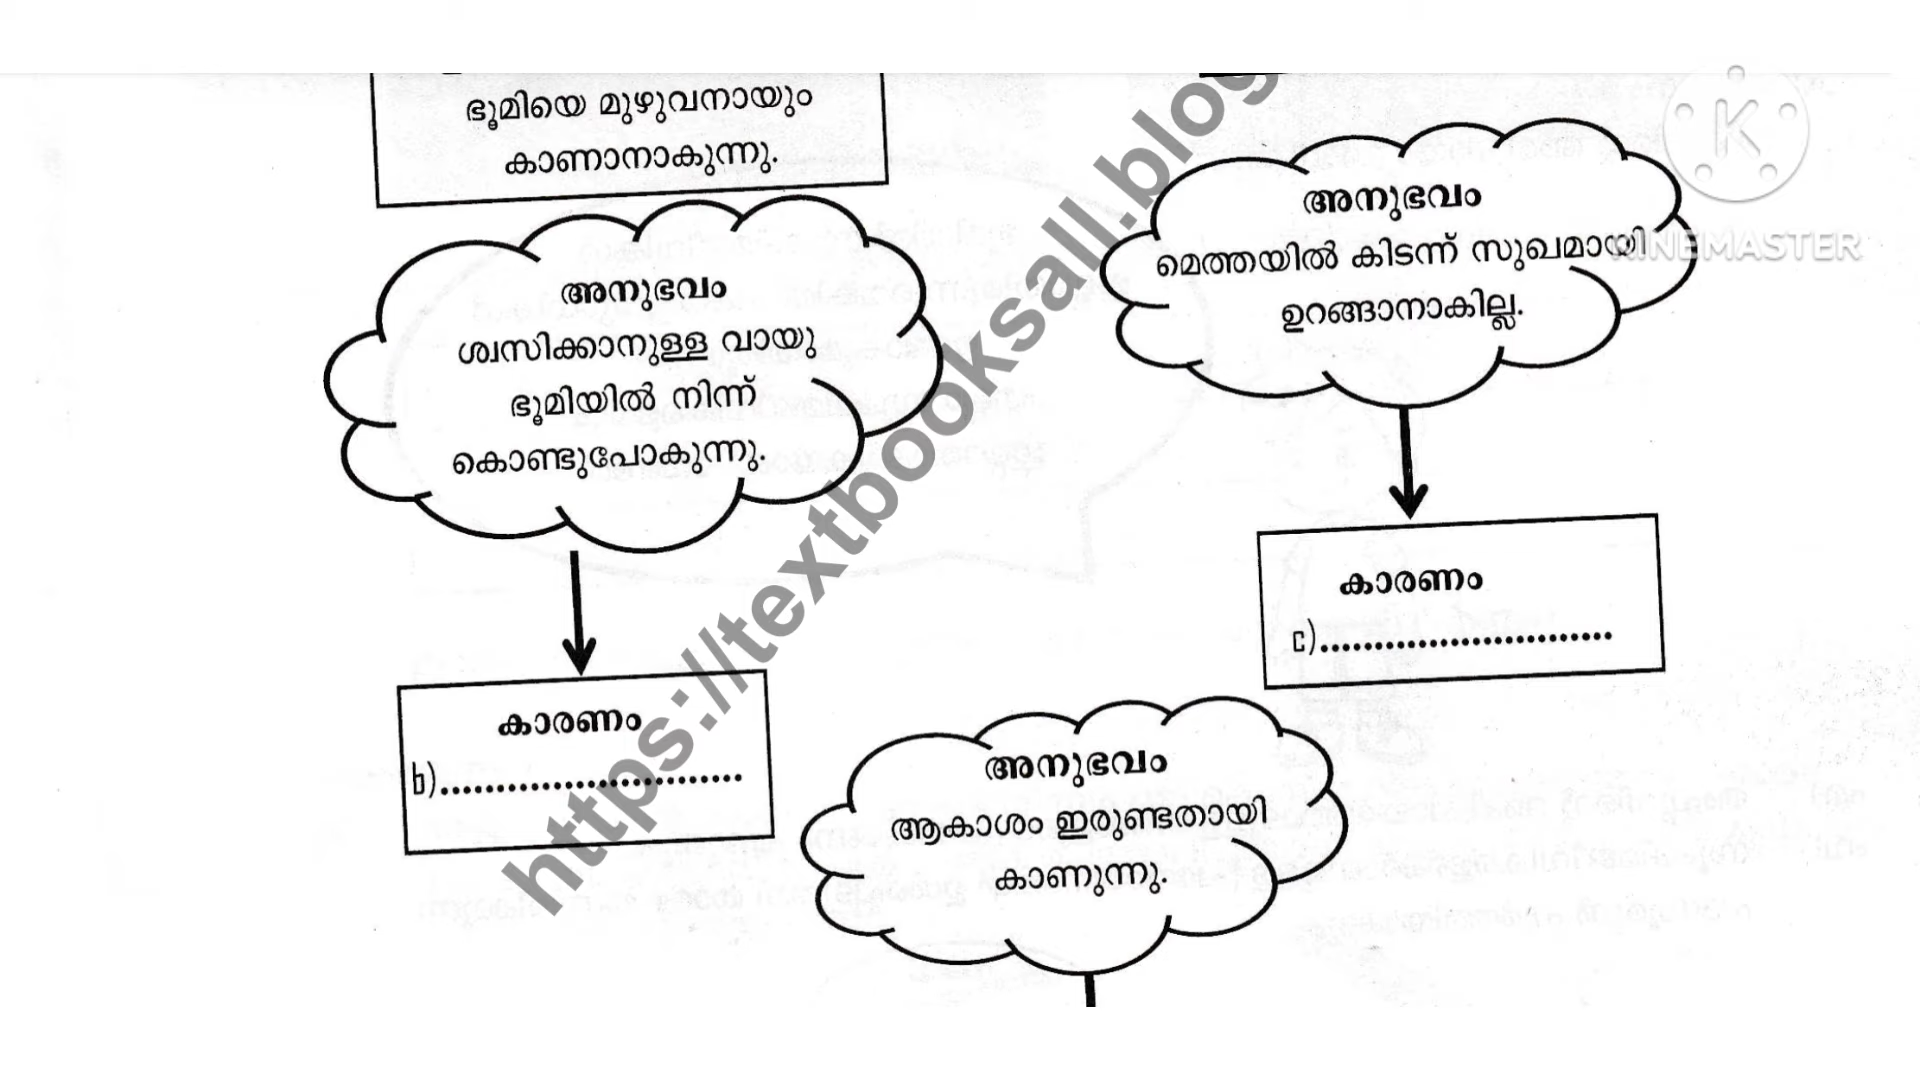 ഭൂമിയെ മുഴുവനായും
കാണാനാകുന്നു.
അനുഭവം
ശ്വസിക്കാനുള്ള വായു
ഭൂമിയിൽ നിന്ന്
കൊണ്ടുപോകുന്നു.
കാരണം
b)........................
അനുഭവം
മെത്തയിൽ കിടന്ന് സുഖമായി
ഉറങ്ങാനാകില്ല.
കാരണം
c)........................
അനുഭവം
ആകാശം ഇരുണ്ടതായി
കാണുന്നു.
https://textbooksall.blog
K
KINEMASTER